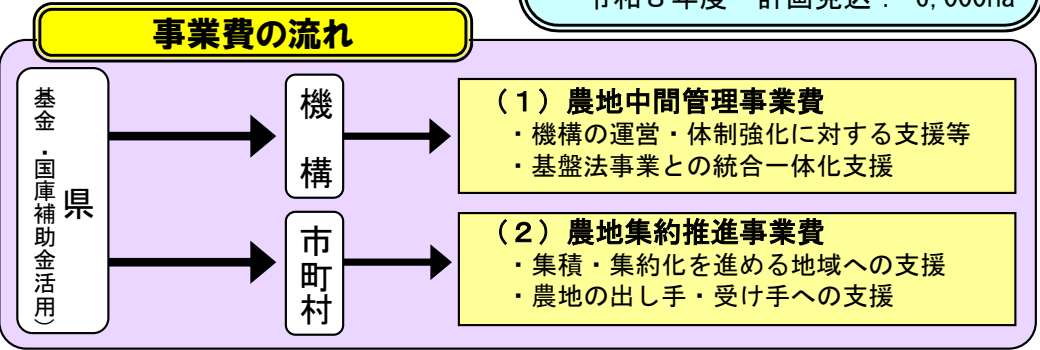 事業費の流れ
県
基金・国庫補助金活用）
機構
（１）農地中間管理事業費
・機構の運営・体制強化に対する支援等
・基盤法事業との統合一体化支援
市町村
（２）農地集約推進事業費
・集積・集約化を進める地域への支援
・農地の出し手・受け手への支援